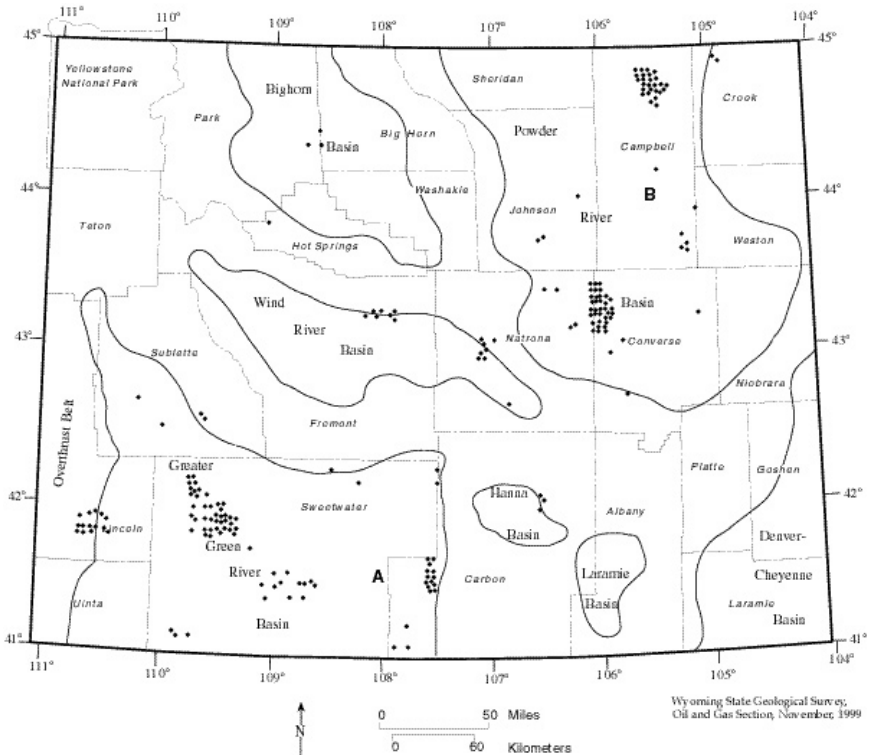 111°
110°
109°
108°
107°
106°
105°
104°
45°
45°
Yellowstone
National Park
Sheridan
Crook
Bighorn
Park
Powder
Big Horn
Basin
Campbell
44°
Washakie
B
44°
Johnson
River
Teton
Hot Springs
Weston
Wind
Basin
River
43°
Natrona
43°
Sublette
Basin
Converse
Niobrara
Overthrust Belt
Fremont
Greater
Platte
Goshen
42°
Hanna
42°
Sweetwater
Albany
Lincoln
Basin
Denver-
Green
River
A
Carbon
Laramie
Cheyenne
Uinta
Basin
Laramie
Basin
Basin
41°
41°
111°
110°
109°
108°
107°
106°
105°
104°
N
0 50 Miles
0 60 Kilometers
Wyoming State Geological Survey,
Oil and Gas Section, November, 1999